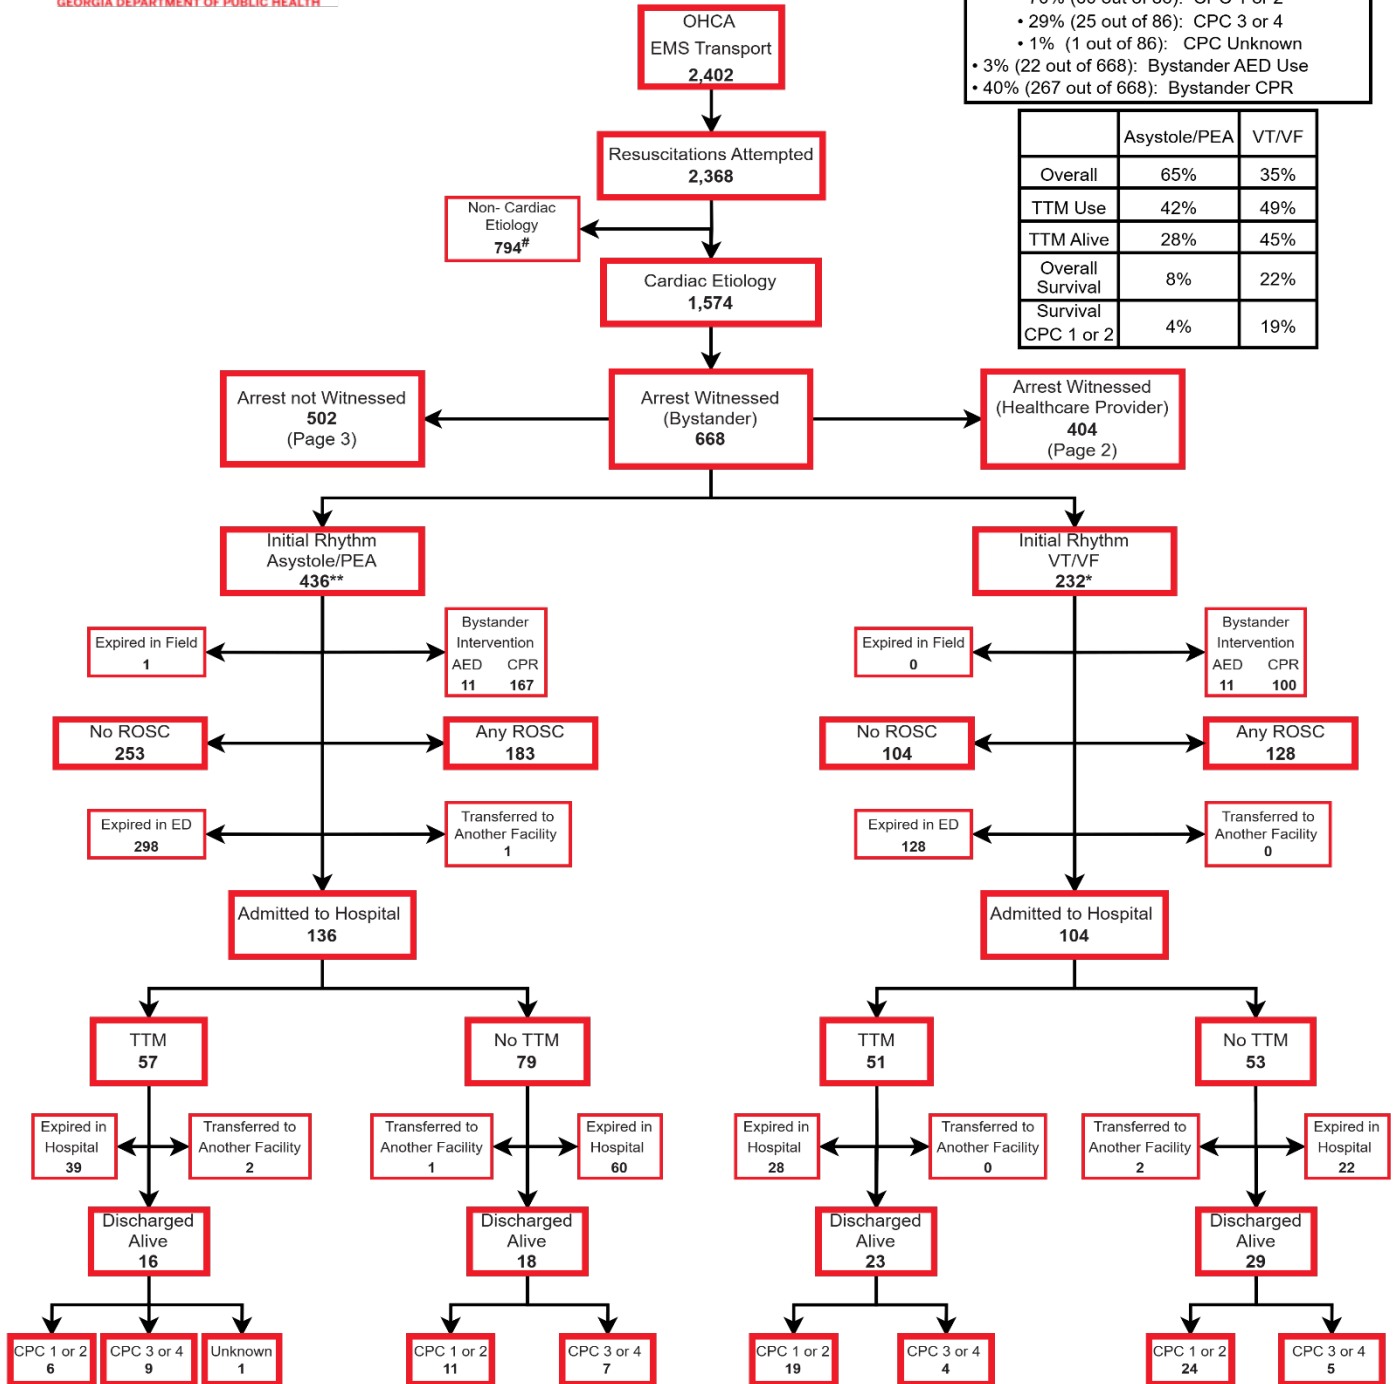 GEORGIA DEPARTMENT OF PUBLIC HEALTH
• 29% (25 out of 86): CPC 3 or 4
• 1% (1 out of 86): CPC Unknown
• 3% (22 out of 668): Bystander AED Use
• 40% (267 out of 668): Bystander CPR
OHCA
EMS Transport
2,402
Asystole/PEA VT/VF
Overall 65% 35%
TTM Use 42% 49%
TTM Alive 28% 45%
Overall
Survival 8% 22%
Survival
CPC 1 or 2 4% 19%
Resuscitations Attempted
2,368
Non- Cardiac
Etiology
794#
Cardiac Etiology
1,574
Arrest not Witnessed
502
(Page 3)
Arrest Witnessed
(Bystander)
668
Arrest Witnessed
(Healthcare Provider)
404
(Page 2)
Initial Rhythm
Asystole/PEA
436**
Initial Rhythm
VT/VF
232*
Expired in Field
1
Bystander
Intervention
AED CPR
11 167
Expired in Field
0
Bystander
Intervention
AED CPR
11 100
No ROSC
253
Any ROSC
183
No ROSC
104
Any ROSC
128
Expired in ED
298
Transferred to
Another Facility
1
Expired in ED
128
Transferred to
Another Facility
0
Admitted to Hospital
136
Admitted to Hospital
104
TTM
57
No TTM
79
TTM
51
No TTM
53
Expired in
Hospital
39
Transferred to
Another Facility
2
Transferred to
Another Facility
1
Expired in
Hospital
60
Expired in
Hospital
28
Transferred to
Another Facility
0
Transferred to
Another Facility
2
Expired in
Hospital
22
Discharged
Alive
16
Discharged
Alive
18
Discharged
Alive
23
Discharged
Alive
29
CPC 1 or 2
6
CPC 3 or 4
9
Unknown
1
CPC 1 or 2
11
CPC 3 or 4
7
CPC 1 or 2
19
CPC 3 or 4
4
CPC 1 or 2
24
CPC 3 or 4
5